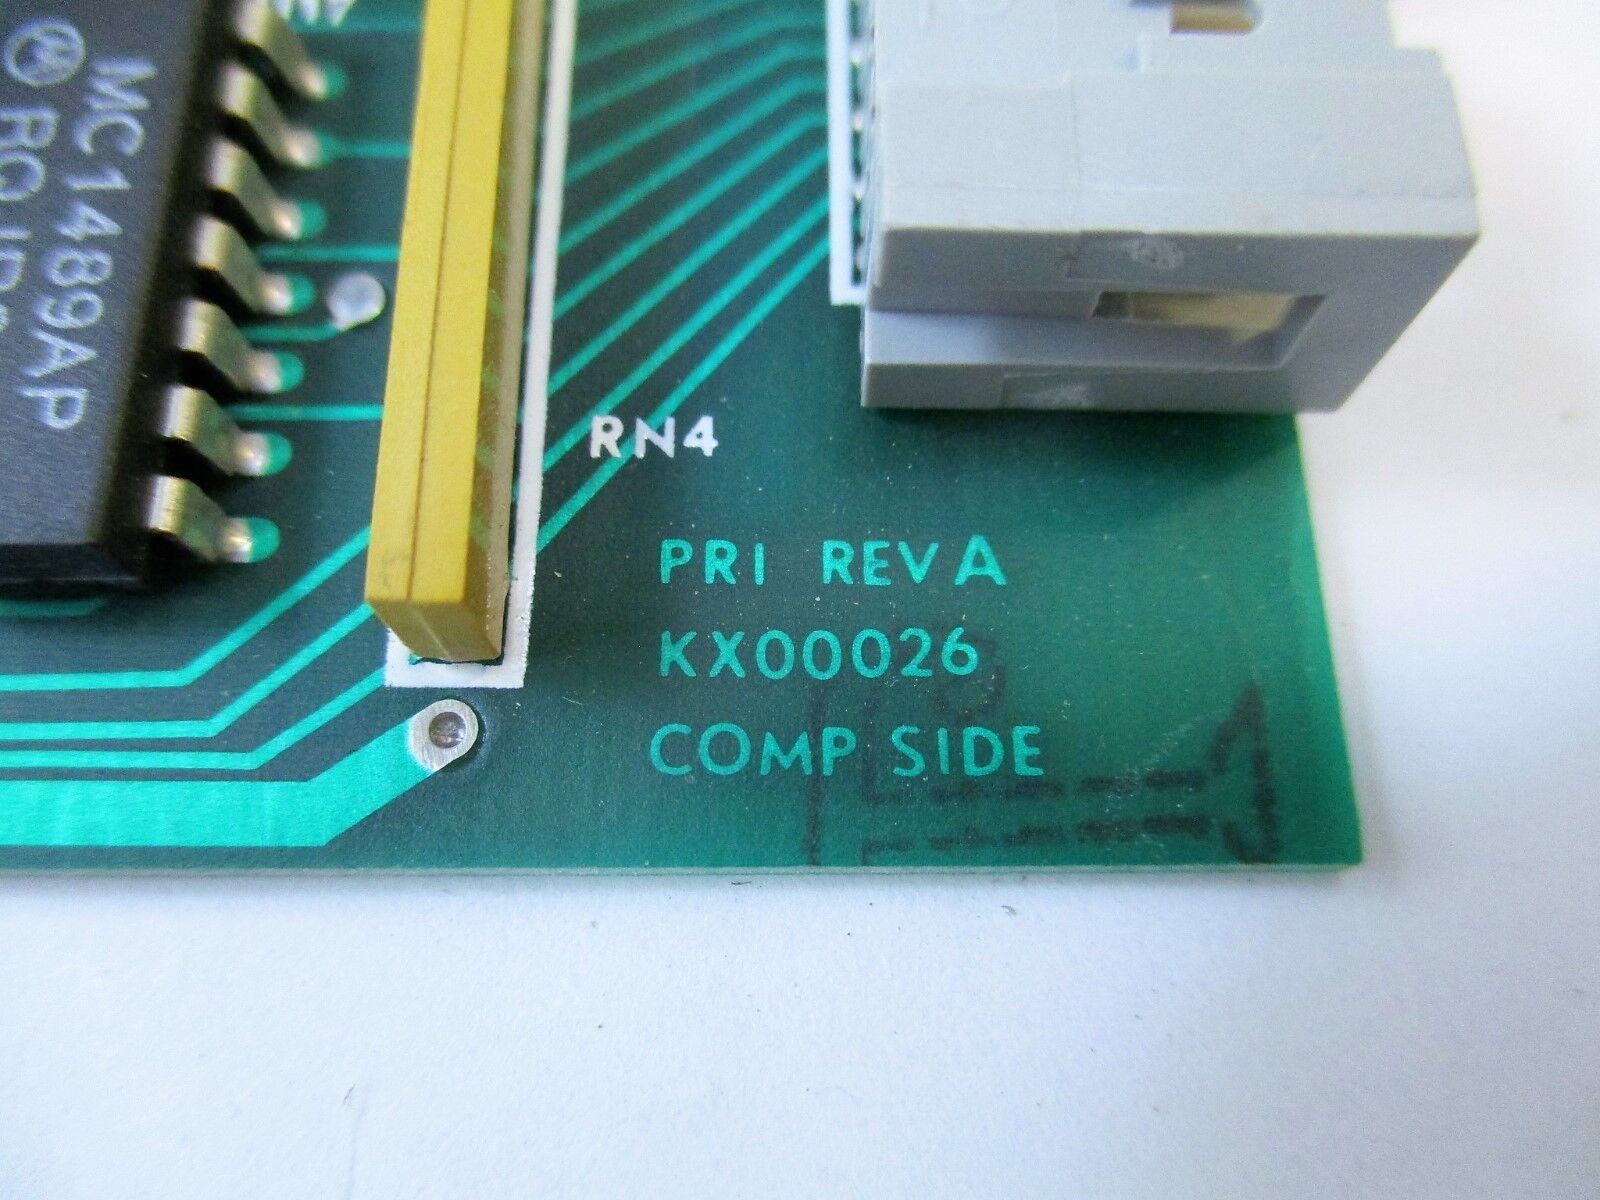 MC1489AP
RN4
PRI REV A
KX00026
COMP SIDE